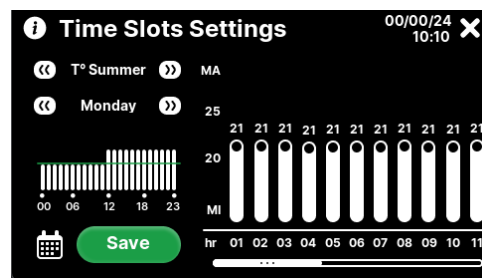 i Time Slots Settings 00/00/24
10:10
T° Summer
Monday
MA
25
20
MI
21 21 21 21 21 21 21 21 21 21 21
00 06 12 18 23
Save
hr 01 02 03 04 05 06 07 08 09 10 11